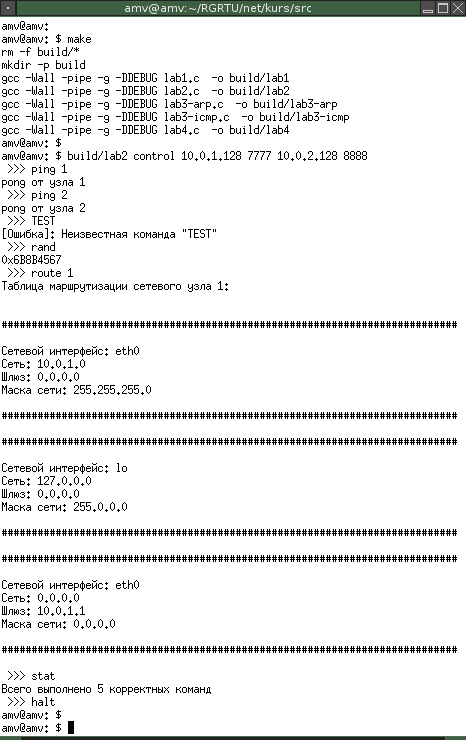 amv@amv:~/RGRTU/net/kurs/src
amv@amv:
amv@amv: $ make
rm -f build/*
mkdir -p build
gcc -Wall -pipe -g -DDEBUG lab1.c  -o build/lab1
gcc -Wall -pipe -g -DDEBUG lab2.c  -o build/lab2
gcc -Wall -pipe -g -DDEBUG lab3-arp.c  -o build/lab3-arp
gcc -Wall -pipe -g -DDEBUG lab3-icmp.c  -o build/lab3-icmp
gcc -Wall -pipe -g -DDEBUG lab4.c  -o build/lab4
amv@amv: $
amv@amv: $ build/lab2 control 10.0.1.128 7777 10.0.2.128 8888
 >>> ping 1
pong от узла 1
 >>> ping 2
pong от узла 2
 >>> TEST
[Ошибка]: Неизвестная команда "TEST"
 >>> rand
0x6B8B4567
 >>> route 1
Таблица маршрутизации сетевого узла 1:
############################################################################
Сетевой интерфейс: eth0
Сеть: 10.0.1.0
Шлюз: 0.0.0.0
Маска сети: 255.255.255.0
############################################################################
############################################################################
Сетевой интерфейс: lo
Сеть: 127.0.0.0
Шлюз: 0.0.0.0
Маска сети: 255.0.0.0
############################################################################
############################################################################
Сетевой интерфейс: eth0
Сеть: 0.0.0.0
Шлюз: 10.0.1.1
Маска сети: 0.0.0.0
############################################################################
 >>> stat
Всего выполнено 5 корректных команд
 >>> halt
amv@amv: $
amv@amv: $